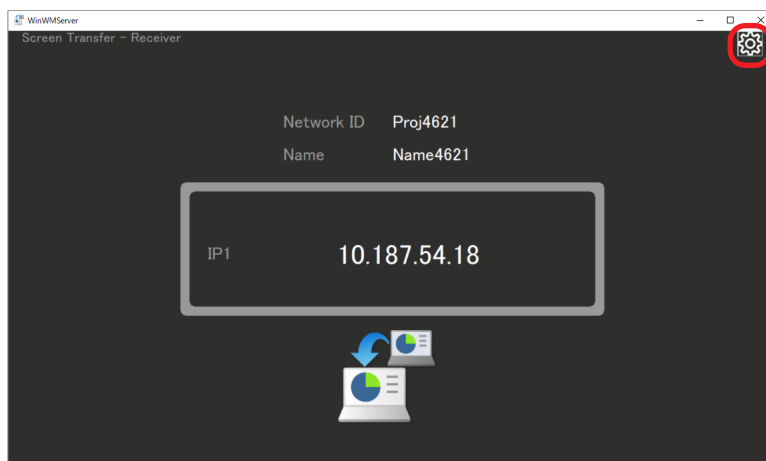 WinWMServer
Screen Transfer - Receiver
Network ID Proj4621
Name Name4621
IP1 10.187.54.18